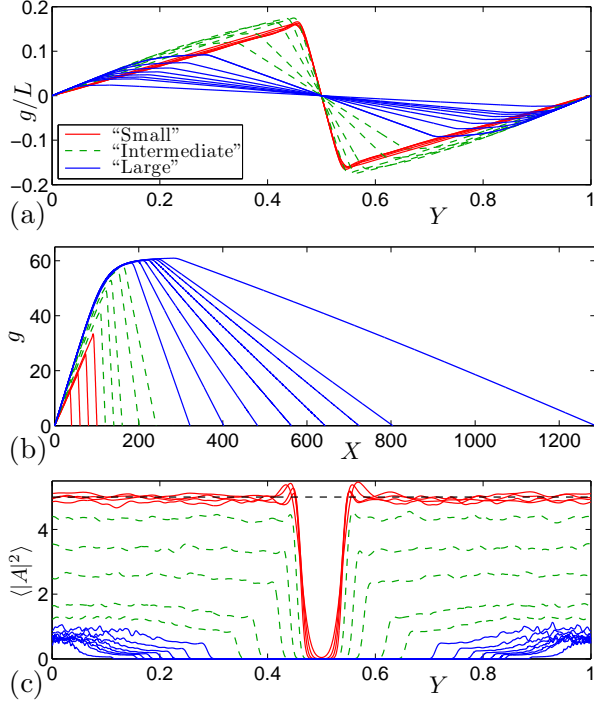 0.2
0.1
0
−0.1
−0.2
g/L
"Small"
"Intermediate"
"Large"
0 0.2 0.4 0.6 0.8 1
(a) Y
60
40
20
0
g
0 200 400 600 800 1000 1200
(b) X
4
2
0
⟨|A|²⟩
0 0.2 0.4 0.6 0.8 1
(c) Y